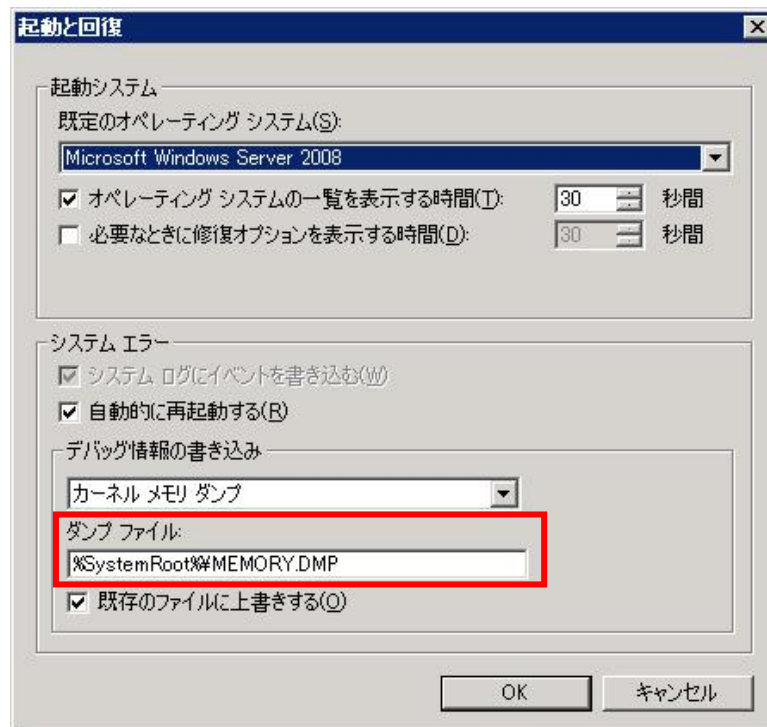 起動と回復
起動システム
既定のオペレーティング システム(S):
Microsoft Windows Server 2008
オペレーティング システムの一覧を表示する時間(T): 30 秒間
必要なときに修復オプションを表示する時間(D): 30 秒間
システム エラー
システム ログにイベントを書き込む(W)
自動的に再起動する(R)
デバッグ情報の書き込み
カーネル メモリ ダンプ
ダンプ ファイル:
%SystemRoot%¥MEMORY.DMP
既存のファイルに上書きする(O)
OK キャンセル